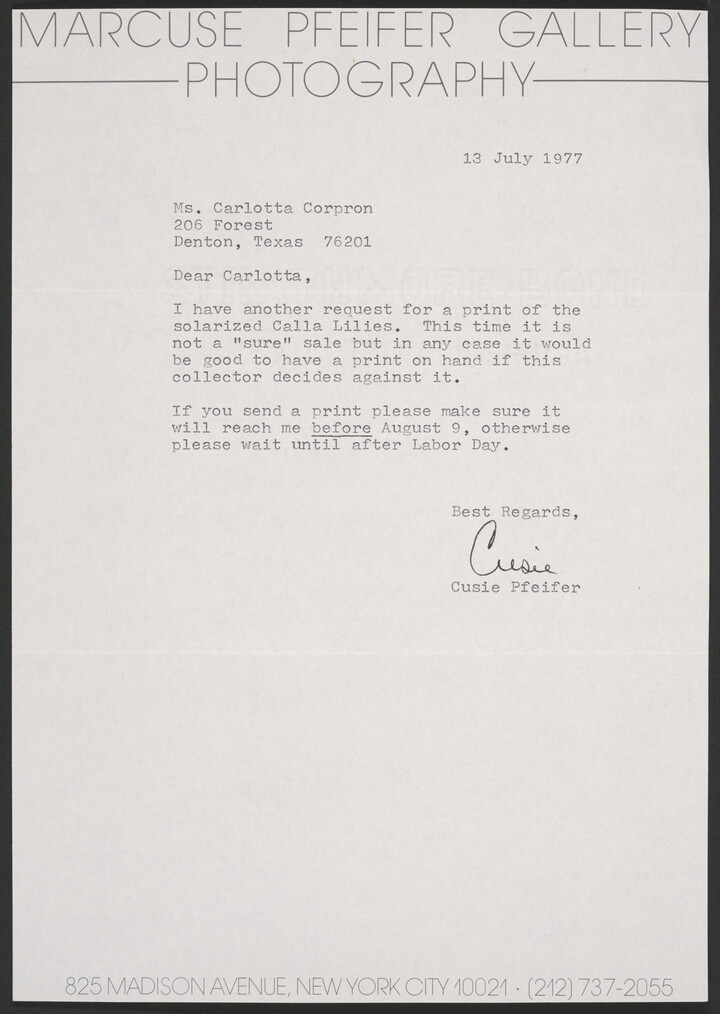 MARCUSE PFEIFER GALLERY
PHOTOGRAPHY
13 July 1977
Ms. Carlotta Corpron
206 Forest
Denton, Texas  76201
Dear Carlotta,
I have another request for a print of the
solarized Calla Lilies.  This time it is
not a "sure" sale but in any case it would
be good to have a print on hand if this
collector decides against it.
If you send a print please make sure it
will reach me before August 9, otherwise
please wait until after Labor Day.
Best Regards,
Cusie
Cusie Pfeifer
825 MADISON AVENUE, NEW YORK CITY 10021 · (212) 737-2055